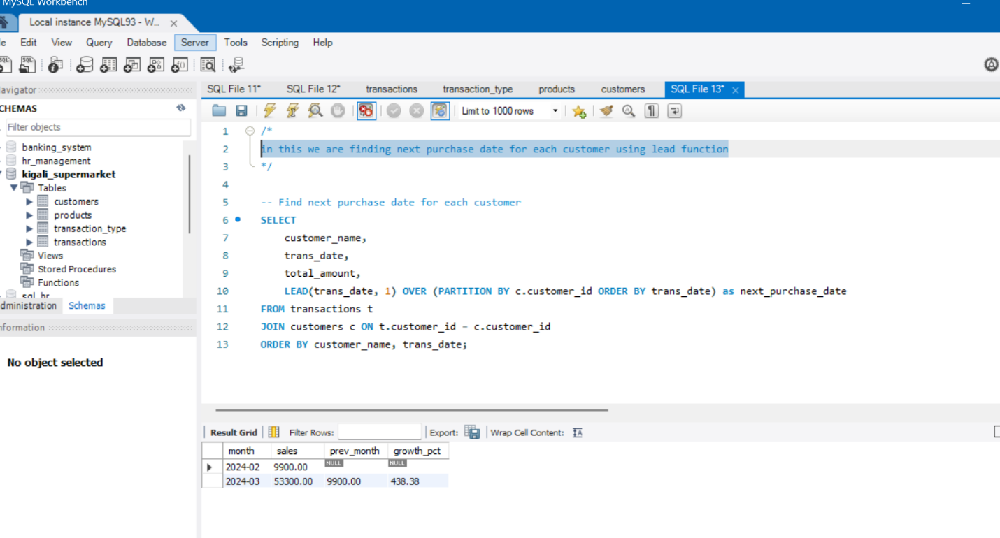 MySQL Workbench
Local instance MySQL93 - W...
Edit View Query Database Server Tools Scripting Help
SCHEMAS
Filter objects
banking_system
hr_management
kigali_supermarket
Tables
customers
products
transaction_type
transactions
Views
Stored Procedures
Functions
sql_hr
Schemas
No object selected
SQL File 11* SQL File 12* transactions transaction_type products customers SQL File 13*
Limit to 1000 rows
1 /*
2 in this we are finding next purchase date for each customer using lead function
3 */
4
5 -- Find next purchase date for each customer
6 SELECT
7 customer_name,
8 trans_date,
9 total_amount,
10 LEAD(trans_date, 1) OVER (PARTITION BY c.customer_id ORDER BY trans_date) as next_purchase_date
11 FROM transactions t
12 JOIN customers c ON t.customer_id = c.customer_id
13 ORDER BY customer_name, trans_date;
Result Grid Filter Rows: Export: Wrap Cell Content:
month sales prev_month growth_pct
2024-02 9900.00 NULL NULL
2024-03 53300.00 9900.00 438.38